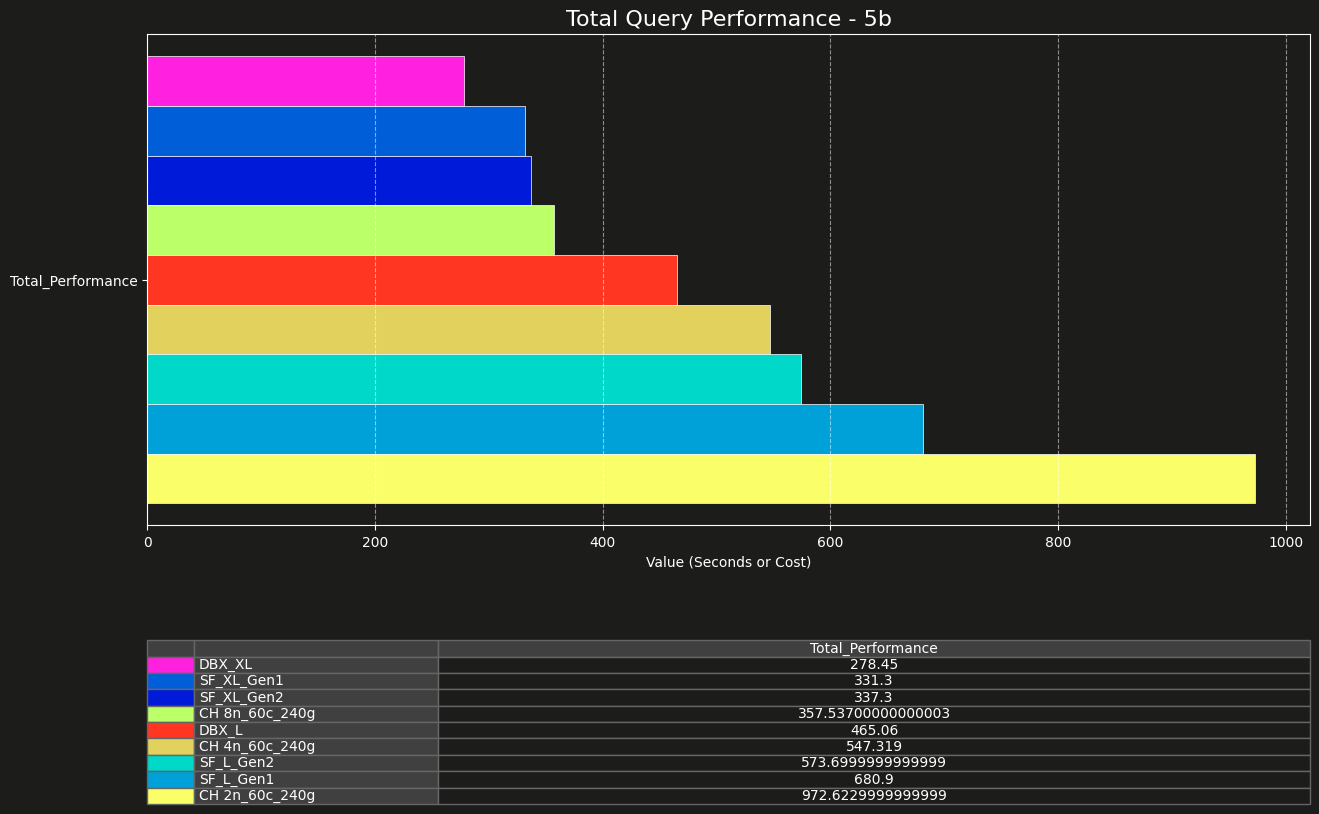 Total Query Performance - 5b
Total_Performance
0 200 400 600 800 1000
Value (Seconds or Cost)
Total_Performance
DBX_XL 278.45
SF_XL_Gen1 331.3
SF_XL_Gen2 337.3
CH 8n_60c_240g 357.53700000000003
DBX_L 465.06
CH 4n_60c_240g 547.319
SF_L_Gen2 573.6999999999999
SF_L_Gen1 680.9
CH 2n_60c_240g 972.6229999999999